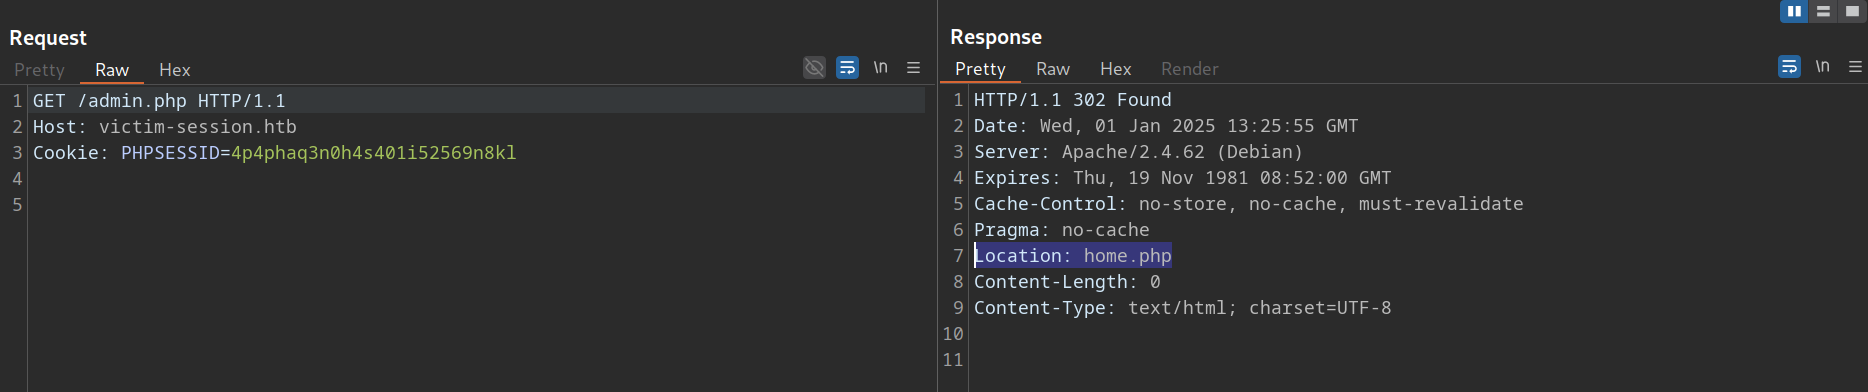 Request
Pretty Raw Hex \n
1 GET /admin.php HTTP/1.1
2 Host: victim-session.htb
3 Cookie: PHPSESSID=4p4phaq3n0h4s401i52569n8kl
4
5
Response
Pretty Raw Hex Render \n
1 HTTP/1.1 302 Found
2 Date: Wed, 01 Jan 2025 13:25:55 GMT
3 Server: Apache/2.4.62 (Debian)
4 Expires: Thu, 19 Nov 1981 08:52:00 GMT
5 Cache-Control: no-store, no-cache, must-revalidate
6 Pragma: no-cache
7 Location: home.php
8 Content-Length: 0
9 Content-Type: text/html; charset=UTF-8
10
11